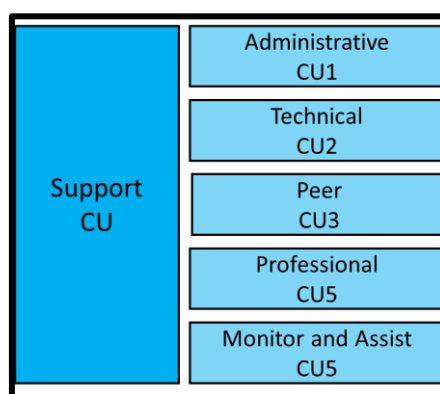 Support
CU
Administrative
CU1
Technical
CU2
Peer
CU3
Professional
CU5
Monitor and Assist
CU5